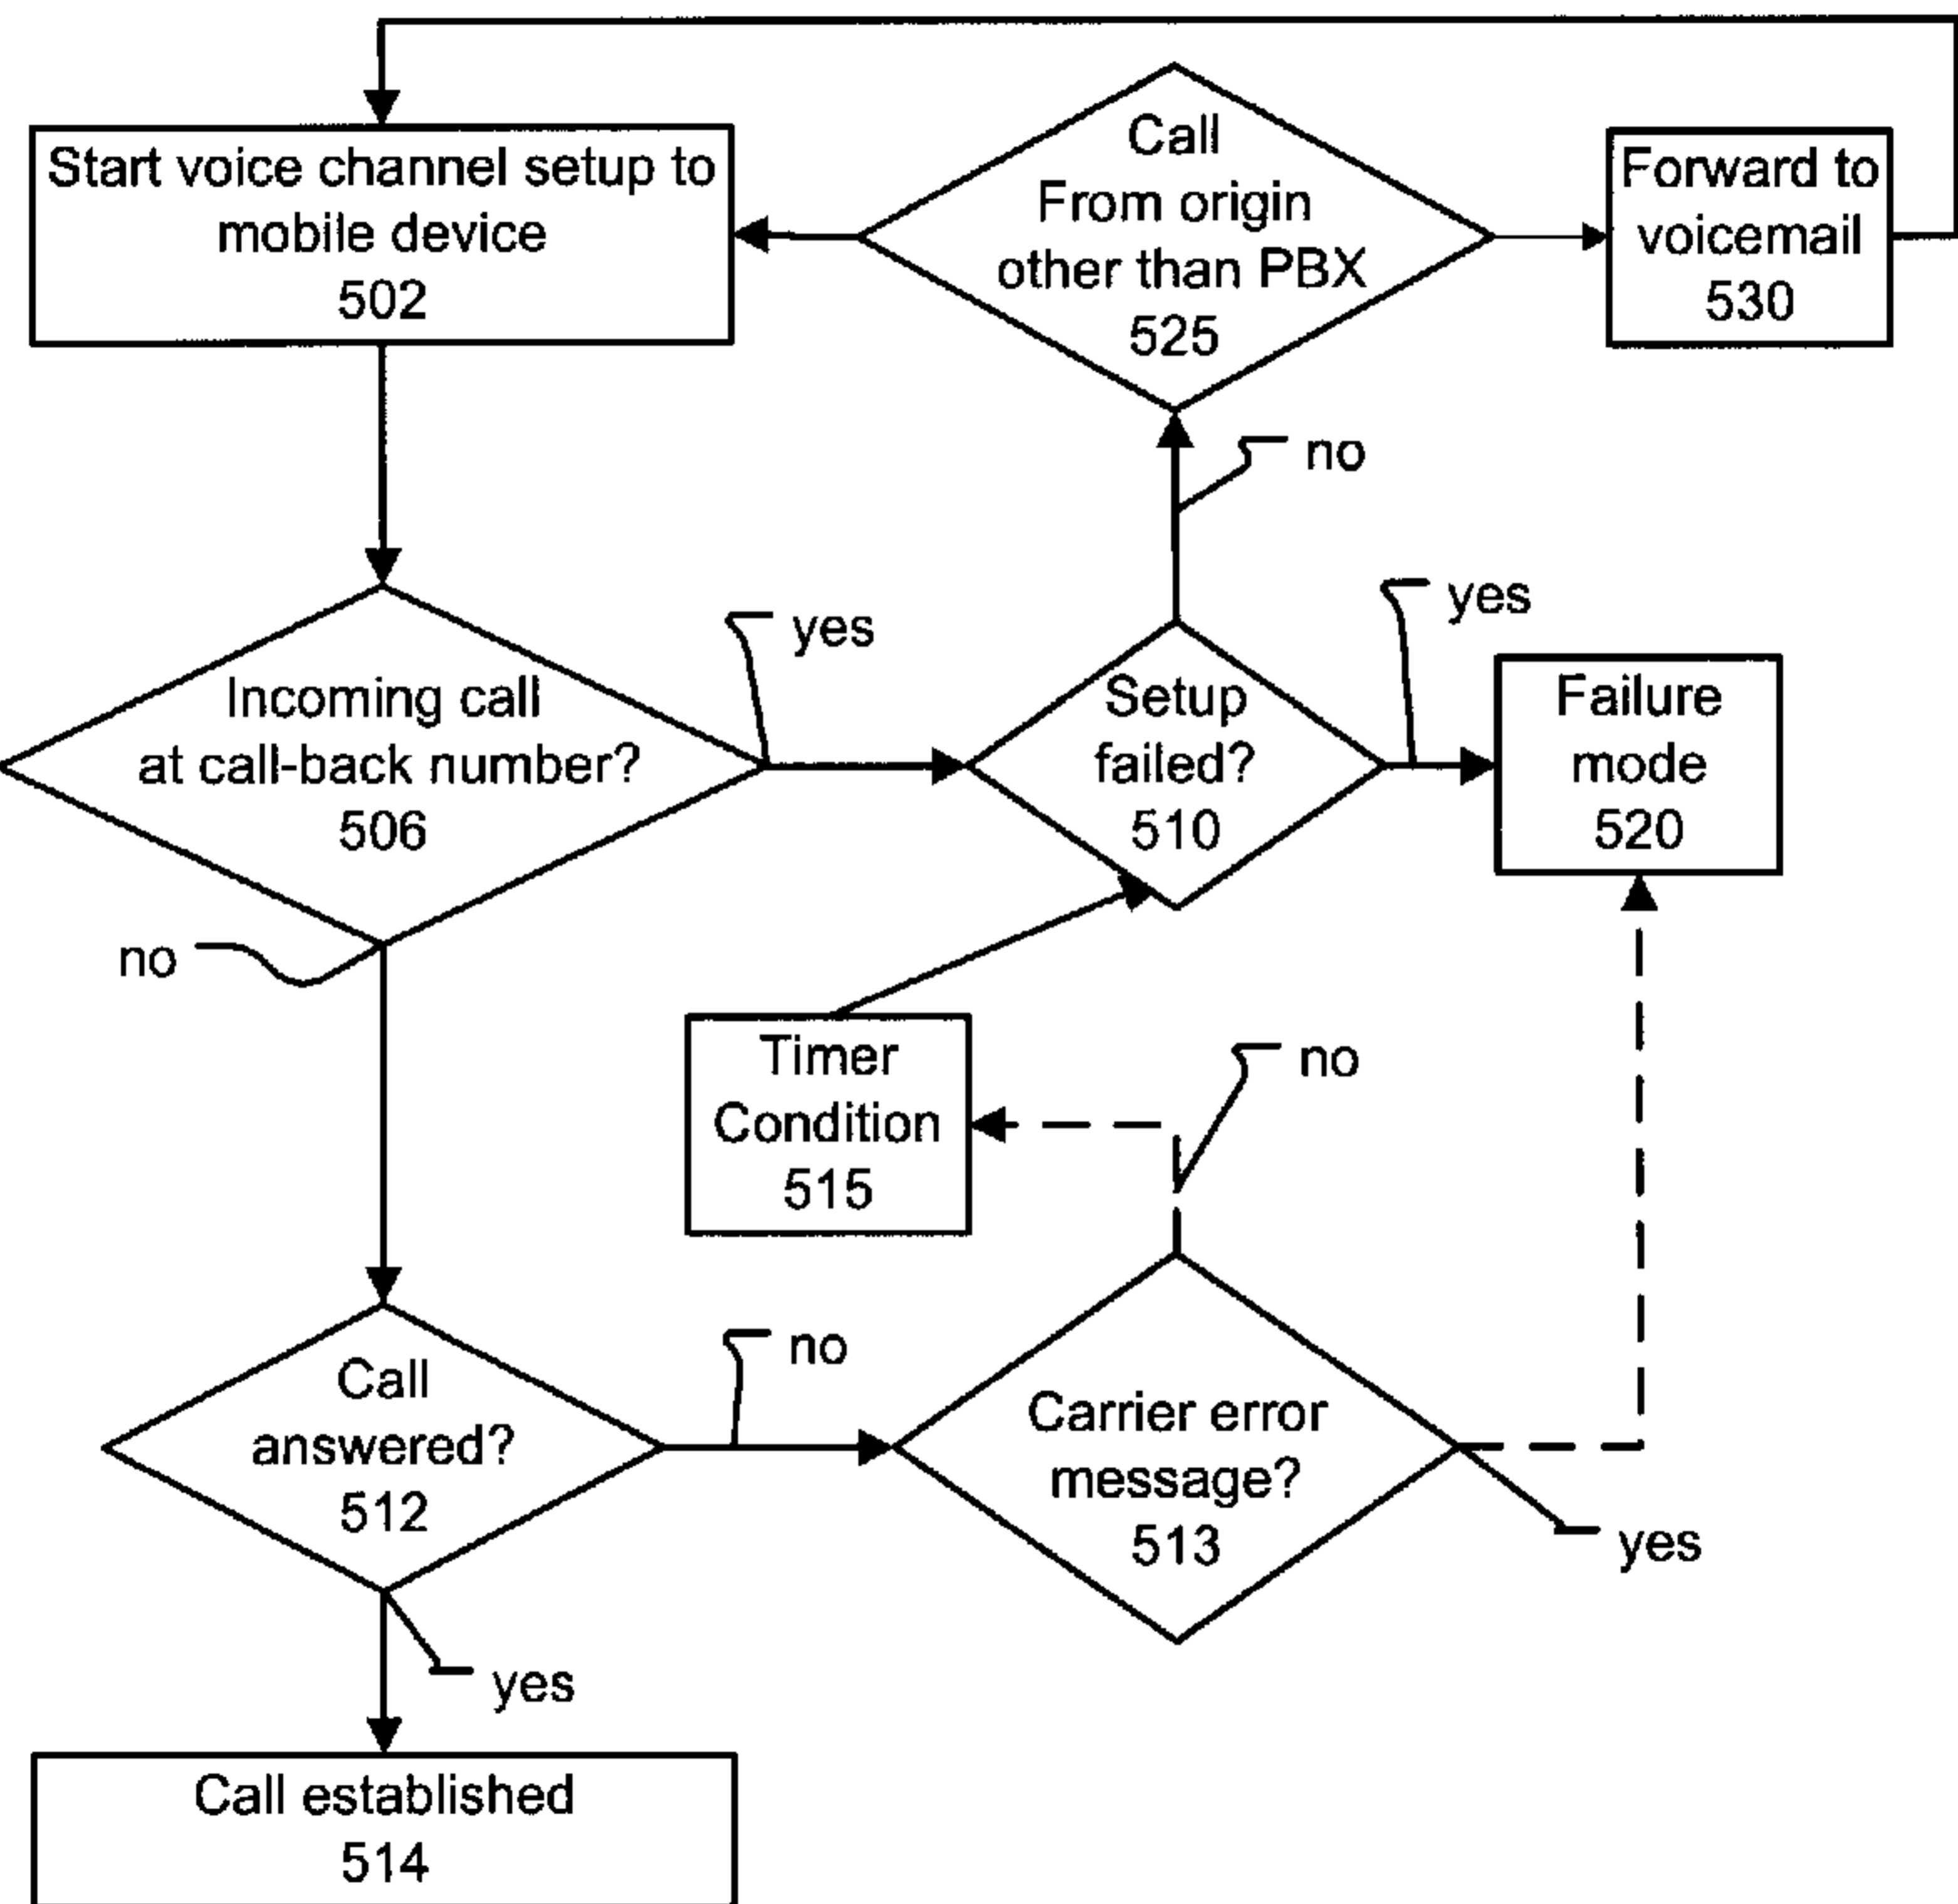 Start voice channel setup to
mobile device
502
Call
From origin
other than PBX
525
Forward to
voicemail
530
no
yes
yes
Incoming call
at call-back number?
506
Setup
failed?
510
Failure
mode
520
no
Timer
Condition
515
no
no
Call
answered?
512
Carrier error
message?
513
yes
yes
Call established
514